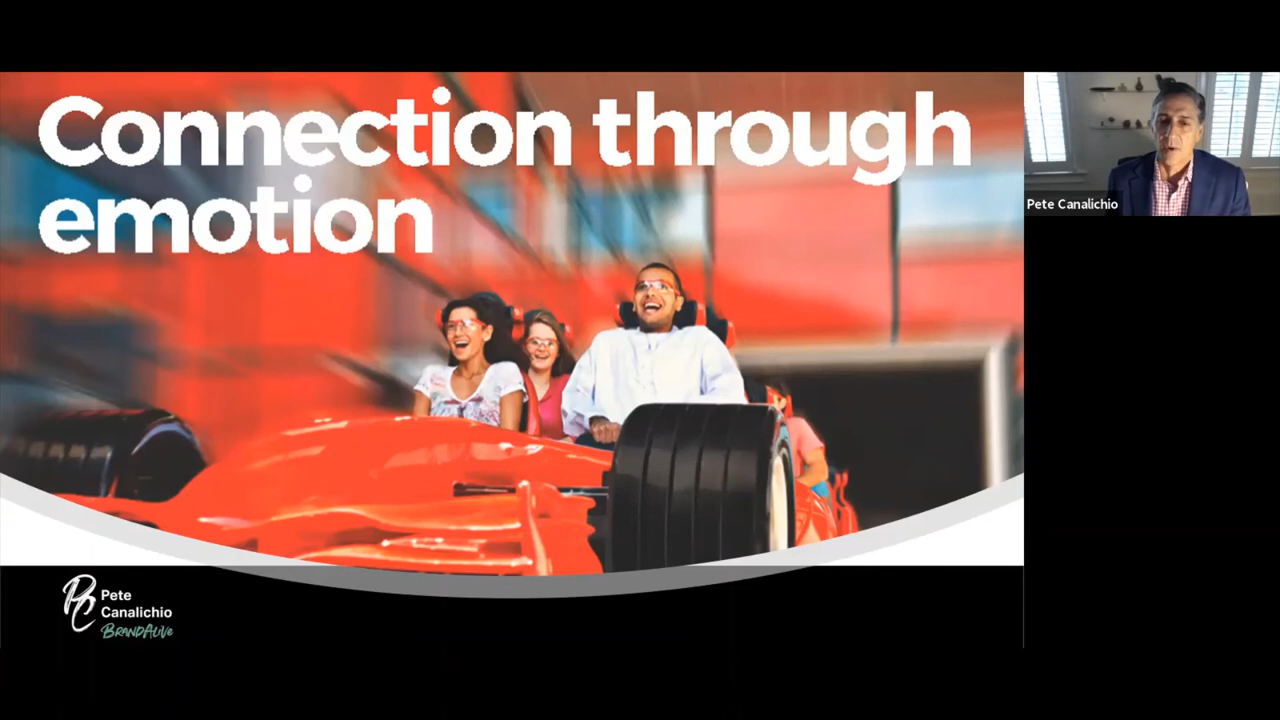 Connection through
emotion
Pete Canalichio
Pete
Canalichio
BRANDALIVE